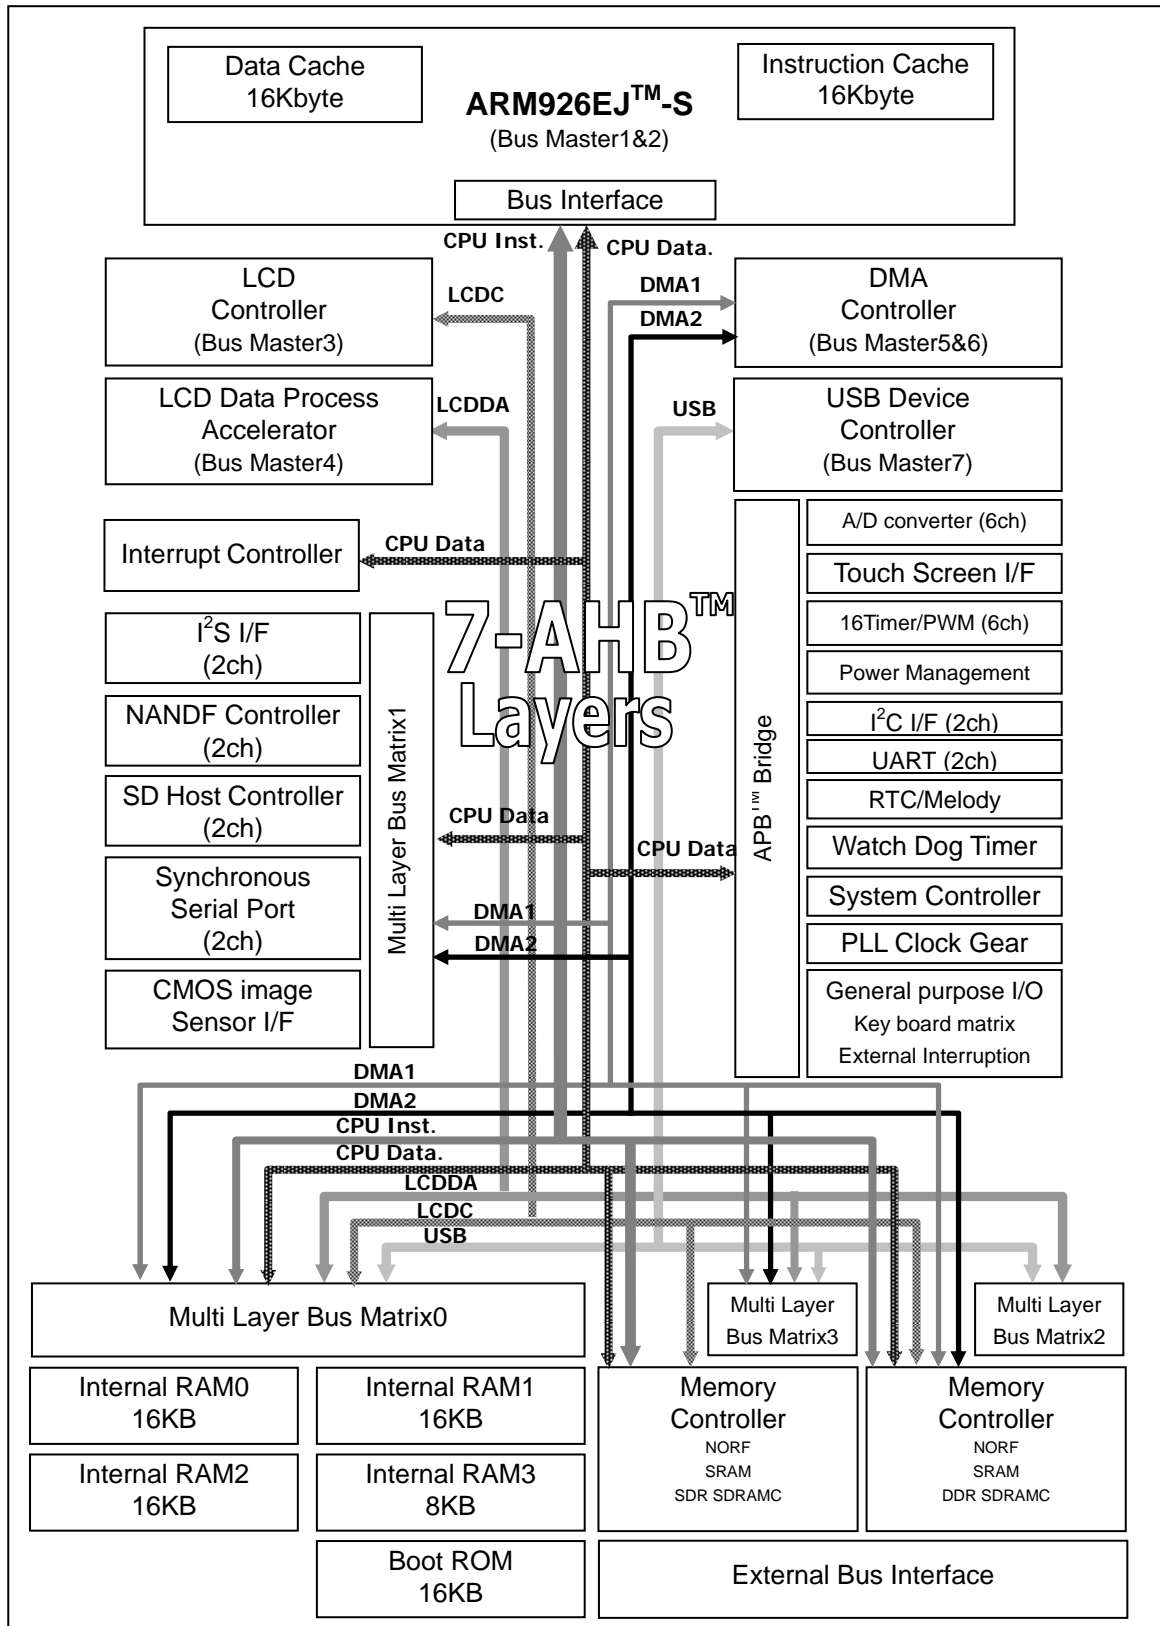 Data Cache
16Kbyte
Instruction Cache
16Kbyte
ARM926EJ™-S
(Bus Master1&2)
Bus Interface
CPU Inst.
CPU Data.
LCD
Controller
(Bus Master3)
LCDC
DMA1
DMA2
DMA
Controller
(Bus Master5&6)
LCD Data Process
Accelerator
(Bus Master4)
LCDDA
USB
USB Device
Controller
(Bus Master7)
Interrupt Controller
CPU Data
7-AHB™
Layers
I²S I/F
(2ch)
NANDF Controller
(2ch)
SD Host Controller
(2ch)
Synchronous
Serial Port
(2ch)
CMOS image
Sensor I/F
Multi Layer Bus Matrix1
CPU Data
CPU Data
DMA1
DMA2
APB™ Bridge
A/D converter (6ch)
Touch Screen I/F
16Timer/PWM (6ch)
Power Management
I²C I/F (2ch)
UART (2ch)
RTC/Melody
Watch Dog Timer
System Controller
PLL Clock Gear
General purpose I/O
Key board matrix
External Interruption
DMA1
DMA2
CPU Inst.
CPU Data.
LCDDA
LCDC
USB
Multi Layer Bus Matrix0
Multi Layer
Bus Matrix3
Multi Layer
Bus Matrix2
Internal RAM0
16KB
Internal RAM1
16KB
Internal RAM2
16KB
Internal RAM3
8KB
Boot ROM
16KB
Memory
Controller
NORF
SRAM
SDR SDRAMC
Memory
Controller
NORF
SRAM
DDR SDRAMC
External Bus Interface